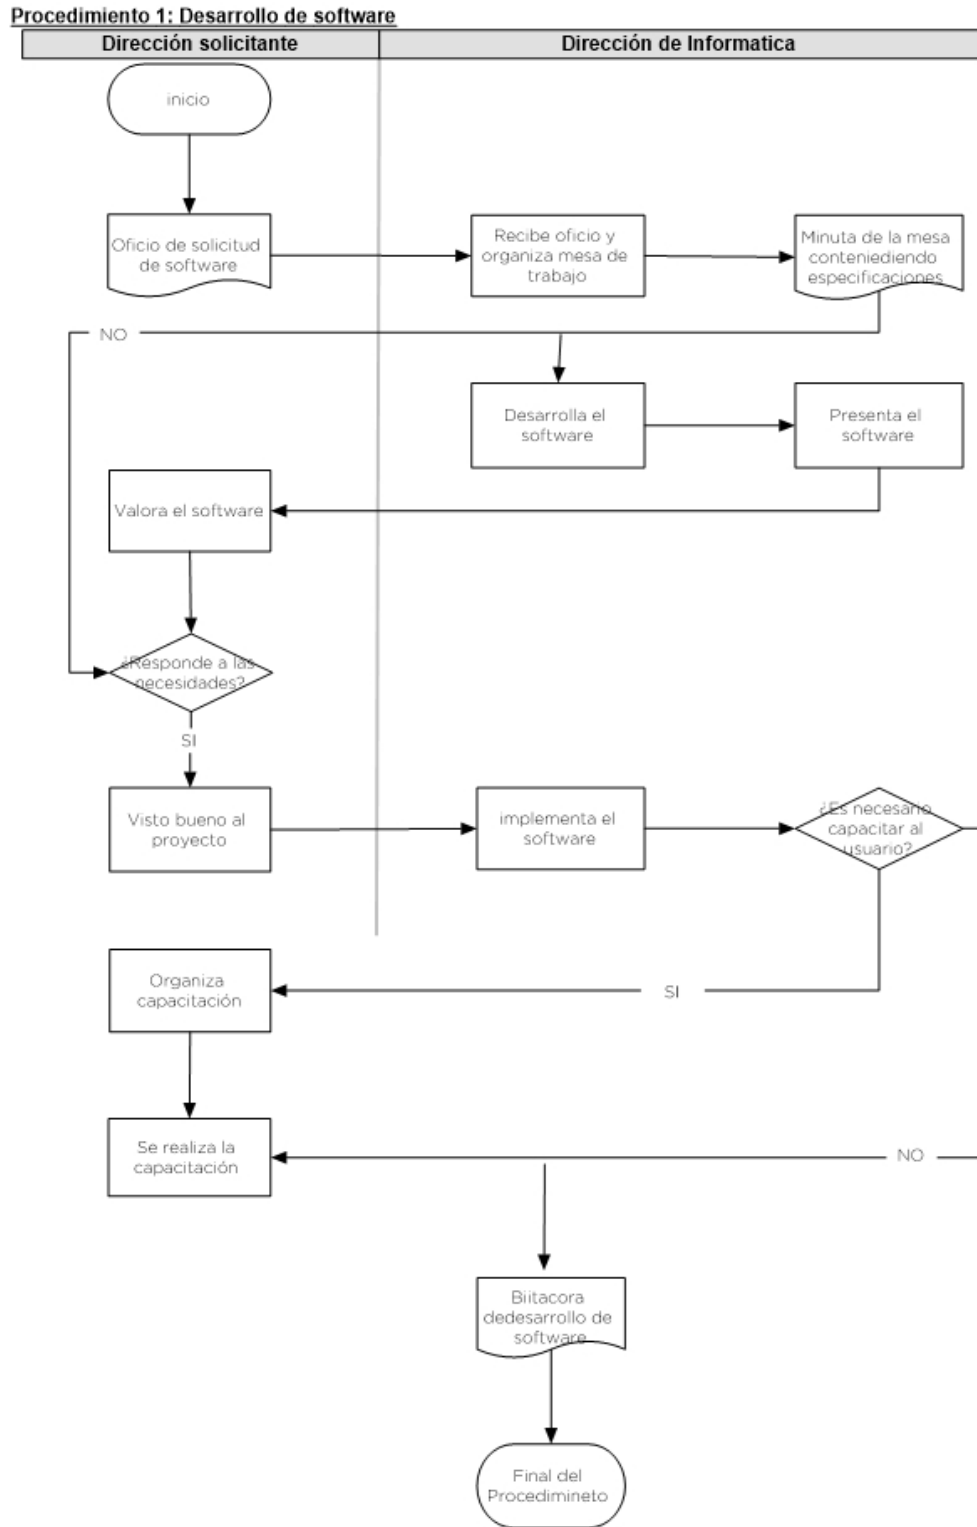 Procedimiento 1: Desarrollo de software
Dirección solicitante
Dirección de Informatica
inicio
Oficio de solicitud
de software
Recibe oficio y
organiza mesa de
trabajo
Minuta de la mesa
conteniediendo
especificaciones
NO
Desarrolla el
software
Presenta el
software
Valora el software
¿Responde a las
necesidades?
SI
Visto bueno al
proyecto
implementa el
software
¿Es necesario
capacitar al
usuario?
Organiza
capacitación
SI
Se realiza la
capacitación
NO
Biitacora
dedesarrollo de
software
Final del
Procedimineto